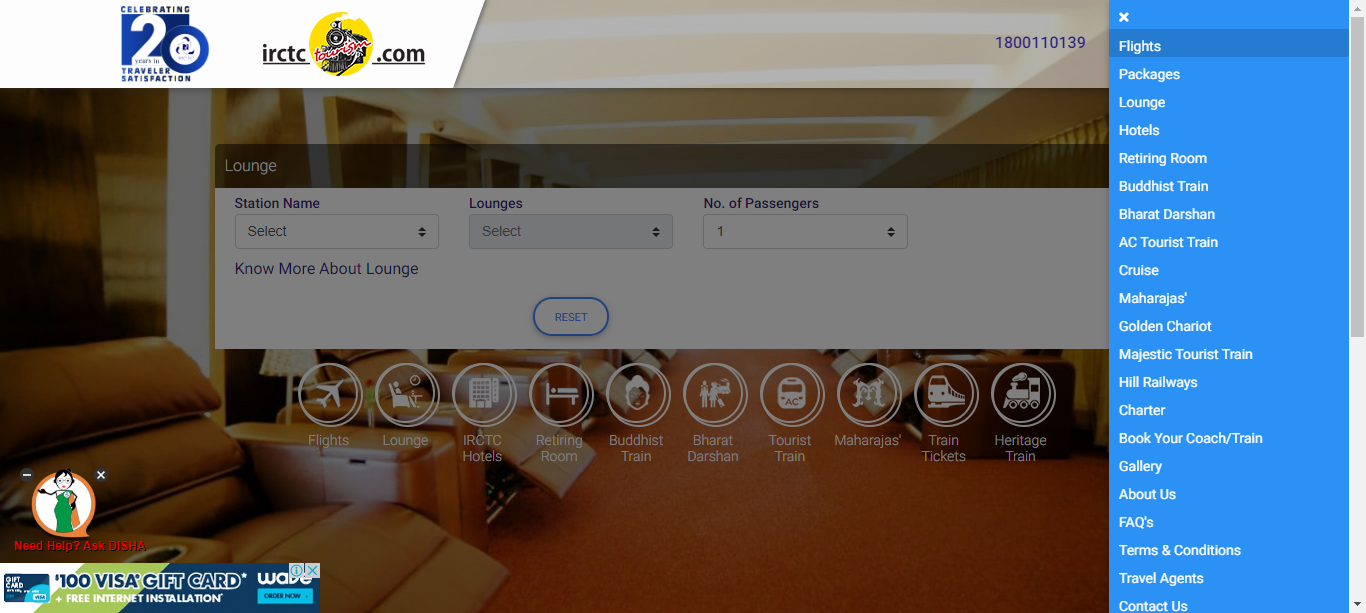 CELEBRATING
20
years in
TRAVELER
SATISFACTION
irctc tourism .com
1800110139
Lounge
Station Name
Lounges
No. of Passengers
Select
Select
1
Know More About Lounge
RESET
Flights
Lounge
IRCTC
Hotels
Retiring
Room
Buddhist
Train
Bharat
Darshan
AC
Tourist
Train
Maharajas'
Train
Tickets
Heritage
Train
Need Help? Ask DISHA
GIFT
CARD
VISA
$100 VISA® GIFT CARD*
+ FREE INTERNET INSTALLATION*
wave
ORDER NOW
Flights
Packages
Lounge
Hotels
Retiring Room
Buddhist Train
Bharat Darshan
AC Tourist Train
Cruise
Maharajas'
Golden Chariot
Majestic Tourist Train
Hill Railways
Charter
Book Your Coach/Train
Gallery
About Us
FAQ's
Terms & Conditions
Travel Agents
Contact Us